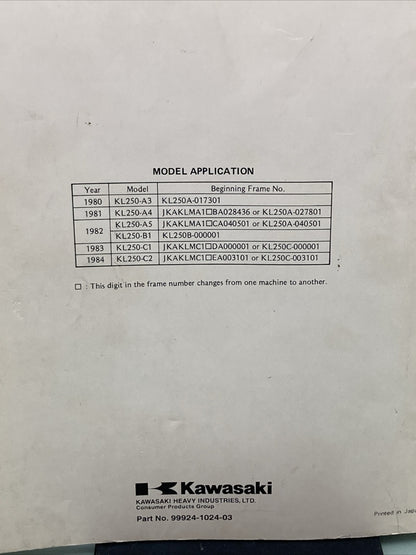 MODEL APPLICATION
Year Model Beginning Frame No.
1980 KL250-A3 KL250A-017301
1981 KL250-A4 JKAKLMA1□BA028436 or KL250A-027801
1982 KL250-A5 JKAKLMA1□CA040501 or KL250A-040501
KL250-B1 KL250B-000001
1983 KL250-C1 JKAKLMC1□DA000001 or KL250C-000001
1984 KL250-C2 JKAKLMC1□EA003101 or KL250C-003101
□ : This digit in the frame number changes from one machine to another.
Kawasaki
KAWASAKI HEAVY INDUSTRIES, LTD.
Consumer Products Group
Part No. 99924-1024-03
Printed in Japa